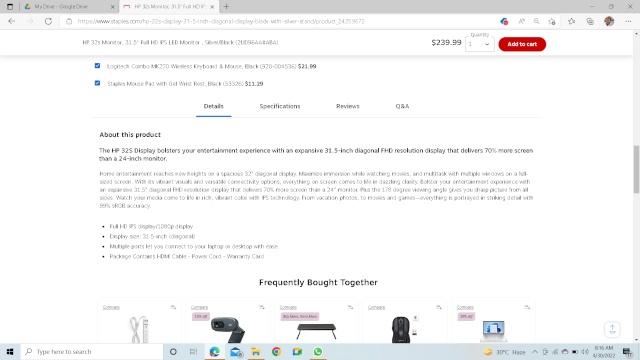 My Drive - Google Drive
HP 32s Monitor, 31.5" Full HD IP
https://www.staples.com/hp-32s-display-31-5-inch-diagonal-display-black-with-silver-stand/product_24359672
HP 32s Monitor, 31.5" Full HD IPS LED Monitor , Silver/Black (2UD96AA#ABA)
$239.99
Quantity
1
Add to cart
Logitech Combo MK270 Wireless Keyboard & Mouse, Black (920-004536) $21.99
Staples Mouse Pad with Gel Wrist Rest, Black (53326) $11.29
Details
Specifications
Reviews
Q&A
About this product
The HP 32S Display bolsters your entertainment experience with an expansive 31.5-inch diagonal FHD resolution display that delivers 70% more screen
than a 24-inch monitor.
Home entertainment reaches new heights on a spacious 32" diagonal display. Maximize immersion while watching movies, and multitask with multiple windows on a full-
sized screen. With its vibrant visuals and versatile connectivity options, everything on screen comes to life in dazzling clarity. Bolster your entertainment experience with
an expansive 31.5" diagonal FHD resolution display that delivers 70% more screen than a 24" monitor. Plus the 178 degree viewing angle gives you sharp picture from all
sizes. Watch your media come to life in rich, vibrant color with IPS technology. From vacation photos, to movies and games—everything is portrayed in striking detail with
99% sRGB accuracy.
Full HD IPS display/1080p display
Display size: 31.5-inch (diagonal)
Multiple ports let you connect to your laptop or desktop with ease
Package Contains HDMI Cable - Power Cord - Warranty Card
Frequently Bought Together
Compare
Compare
Compare
Compare
Compare
Type here to search
30°C Haze
8:16 AM
4/30/2022